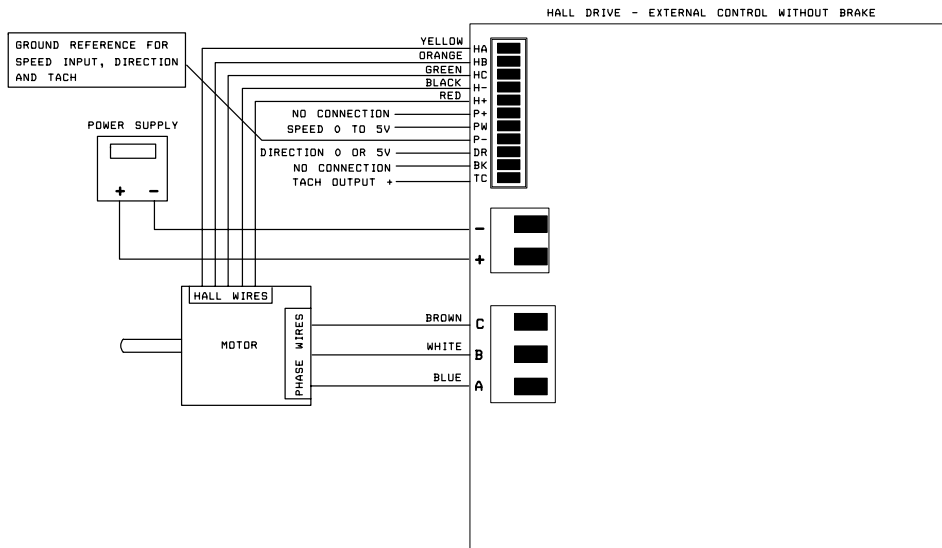 HALL DRIVE - EXTERNAL CONTROL WITHOUT BRAKE
GROUND REFERENCE FOR
SPEED INPUT, DIRECTION
AND TACH
YELLOW HA
ORANGE HB
GREEN HC
BLACK H-
RED H+
NO CONNECTION P+
SPEED 0 TO 5V PW
P-
DIRECTION 0 OR 5V DR
NO CONNECTION BK
TACH OUTPUT + TC
POWER SUPPLY
+ -
-
+
HALL WIRES
MOTOR
PHASE WIRES
BROWN C
WHITE B
BLUE A